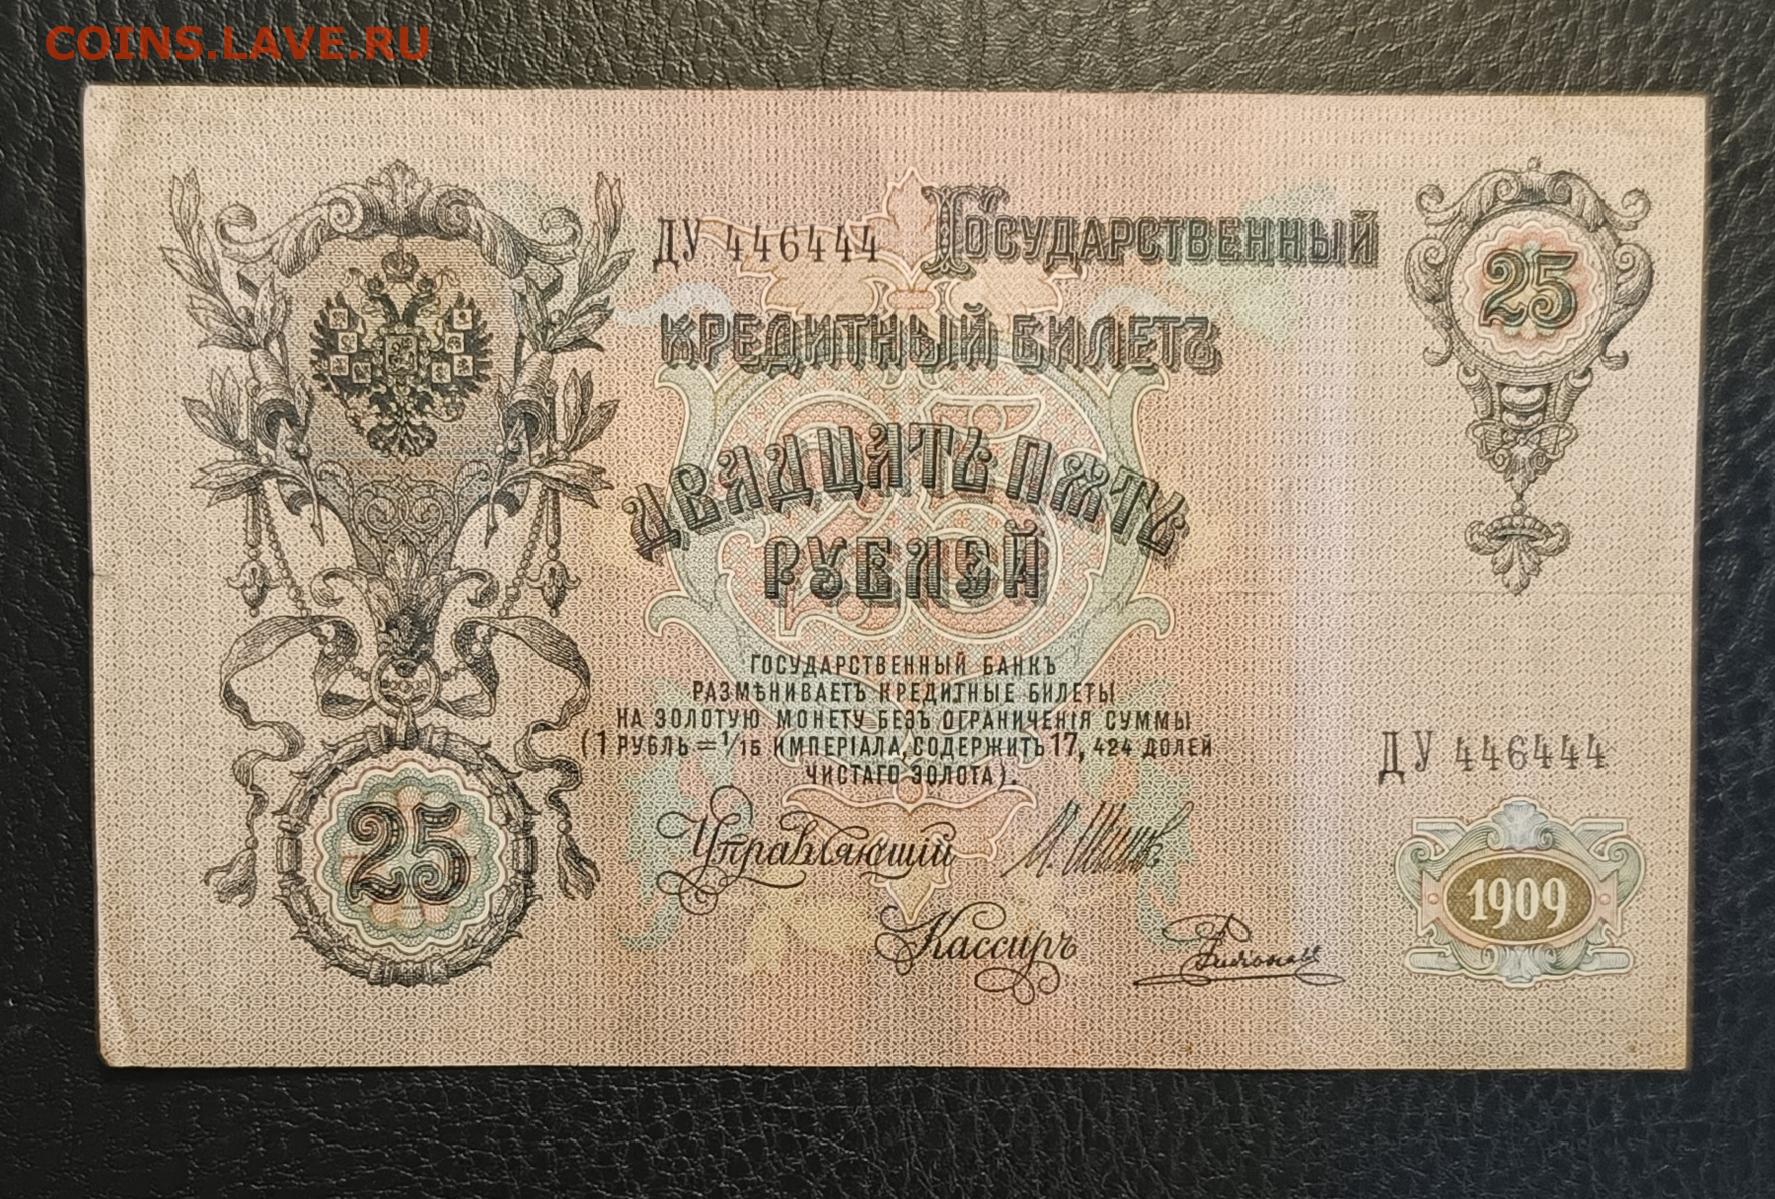 COINS.LAVE.RU
ДУ 446444 Государственный
25
КРЕДИТНЫЙ БИЛЕТЪ
25
ДВАДЦАТЬ ПЯТЬ
РУБЛЕЙ
ГОСУДАРСТВЕННЫЙ БАНКЪ
РАЗМѢНИВАЕТЪ КРЕДИТНЫЕ БИЛЕТЫ
НА ЗОЛОТУЮ МОНЕТУ БЕЗЪ ОГРАНИЧЕНІЯ СУММЫ
(1 РУБЛЬ = 1/15 ИМПЕРІАЛА, СОДЕРЖИТЪ 17,424 ДОЛЕЙ
ЧИСТАГО ЗОЛОТА).
ДУ 446444
25
Управляющій
Кассиръ
1909